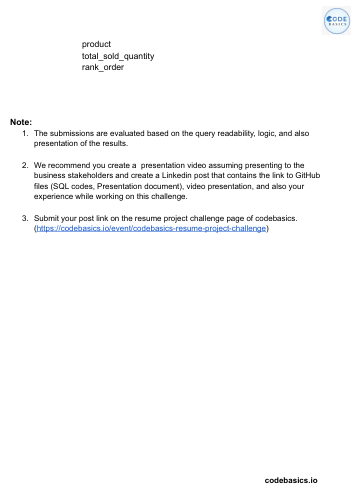 CODE
BASICS
product
total_sold_quantity
rank_order
Note:
1. The submissions are evaluated based on the query readability, logic, and also
presentation of the results.
2. We recommend you create a  presentation video assuming presenting to the
business stakeholders and create a Linkedin post that contains the link to GitHub
files (SQL codes, Presentation document), video presentation, and also your
experience while working on this challenge.
3. Submit your post link on the resume project challenge page of codebasics.
(https://codebasics.io/event/codebasics-resume-project-challenge)
codebasics.io